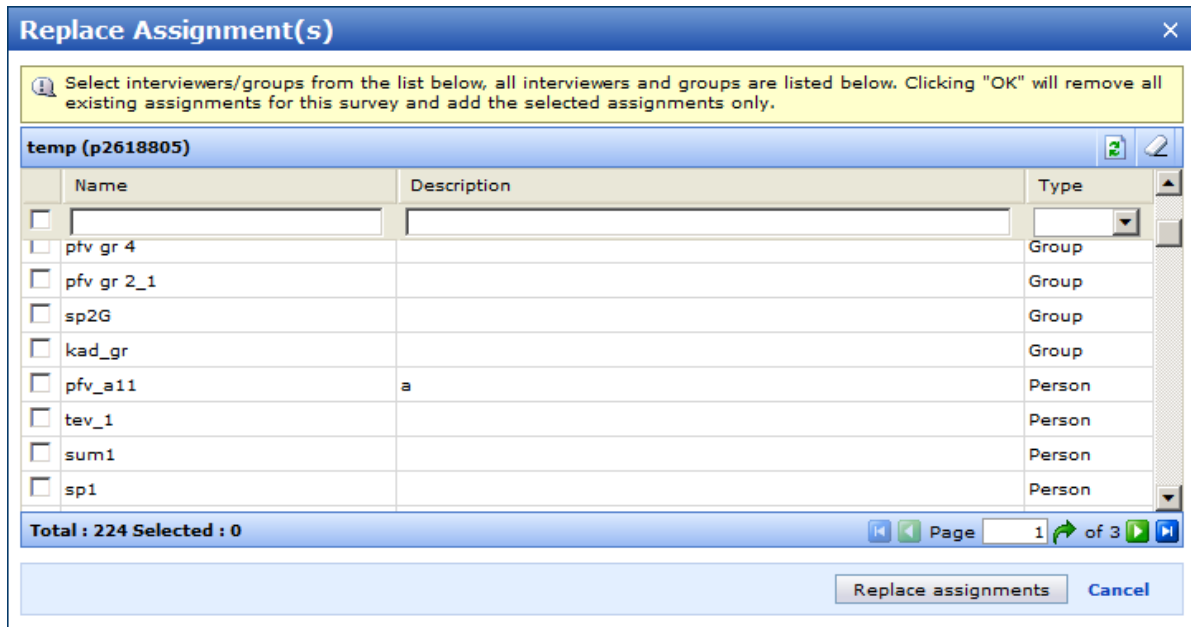 Replace Assignment(s)
Select interviewers/groups from the list below, all interviewers and groups are listed below. Clicking "OK" will remove all
existing assignments for this survey and add the selected assignments only.
temp (p2618805)
Name Description Type
pfv gr 4 Group
pfv gr 2_1 Group
sp2G Group
kad_gr Group
pfv_a11 a Person
tev_1 Person
sum1 Person
sp1 Person
Total : 224 Selected : 0 Page 1 of 3
Replace assignments Cancel